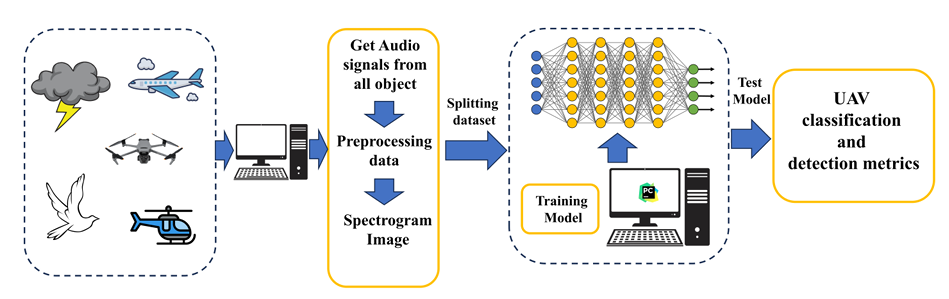 Get Audio
signals from
all object
Preprocessing
data
Spectrogram
Image
Splitting
dataset
Training
Model
PC
Test
Model
UAV
classification
and
detection metrics